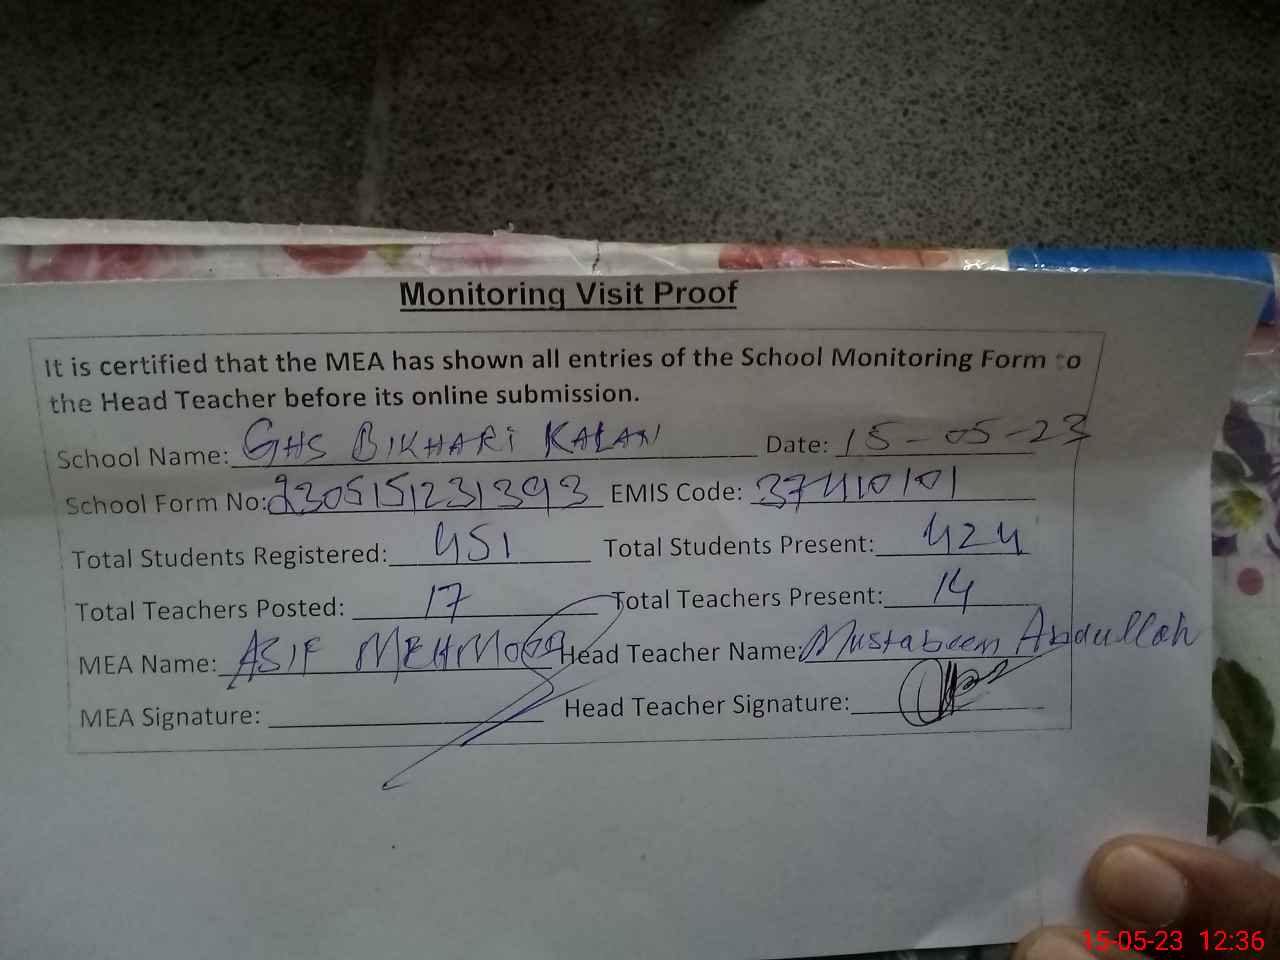 Monitoring Visit Proof
It is certified that the MEA has shown all entries of the School Monitoring Form to
the Head Teacher before its online submission.
School Name: GHS BIKHARI KALAN Date: 15-05-23
School Form No: 230515231393 EMIS Code: 37410101
Total Students Registered: 451 Total Students Present: 424
Total Teachers Posted: 17 Total Teachers Present: 14
MEA Name: ASIF MEHMOOD Head Teacher Name: Mustabeen Abdullah
MEA Signature: Head Teacher Signature:
15-05-23 12:36